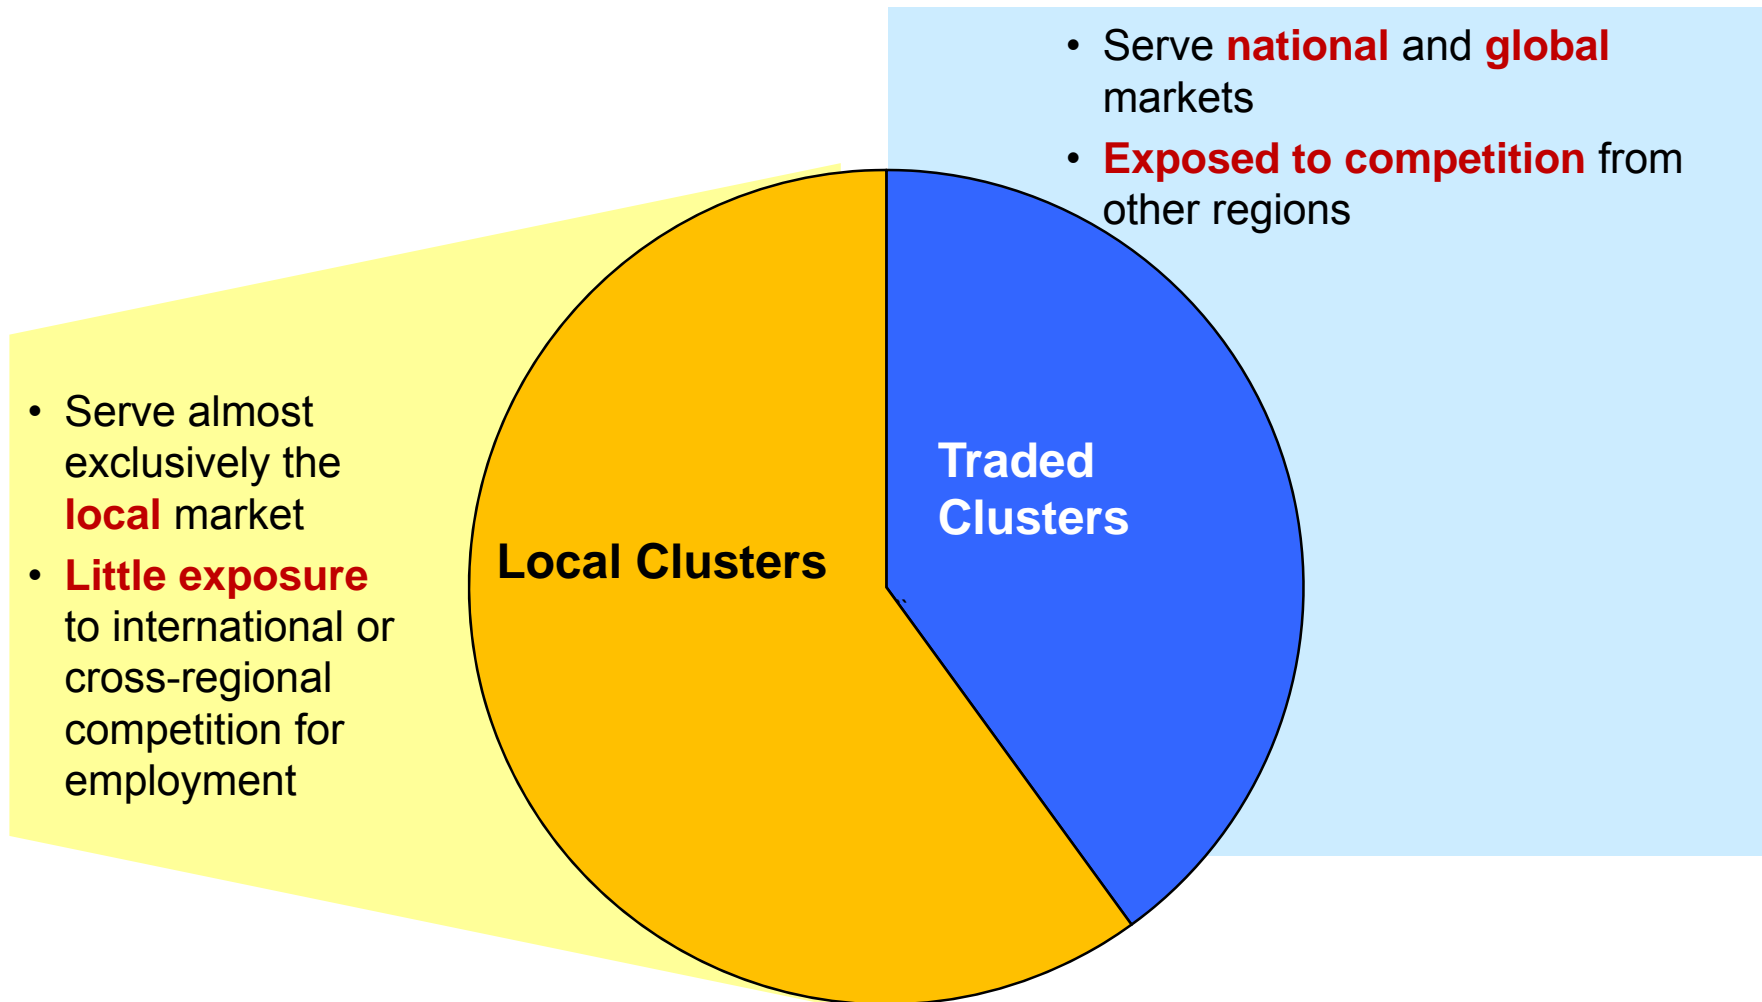 • Serve national and global
markets
• Exposed to competition from
other regions
• Serve almost
exclusively the
local market
• Little exposure
to international or
cross-regional
competition for
employment
Local Clusters
Traded
Clusters